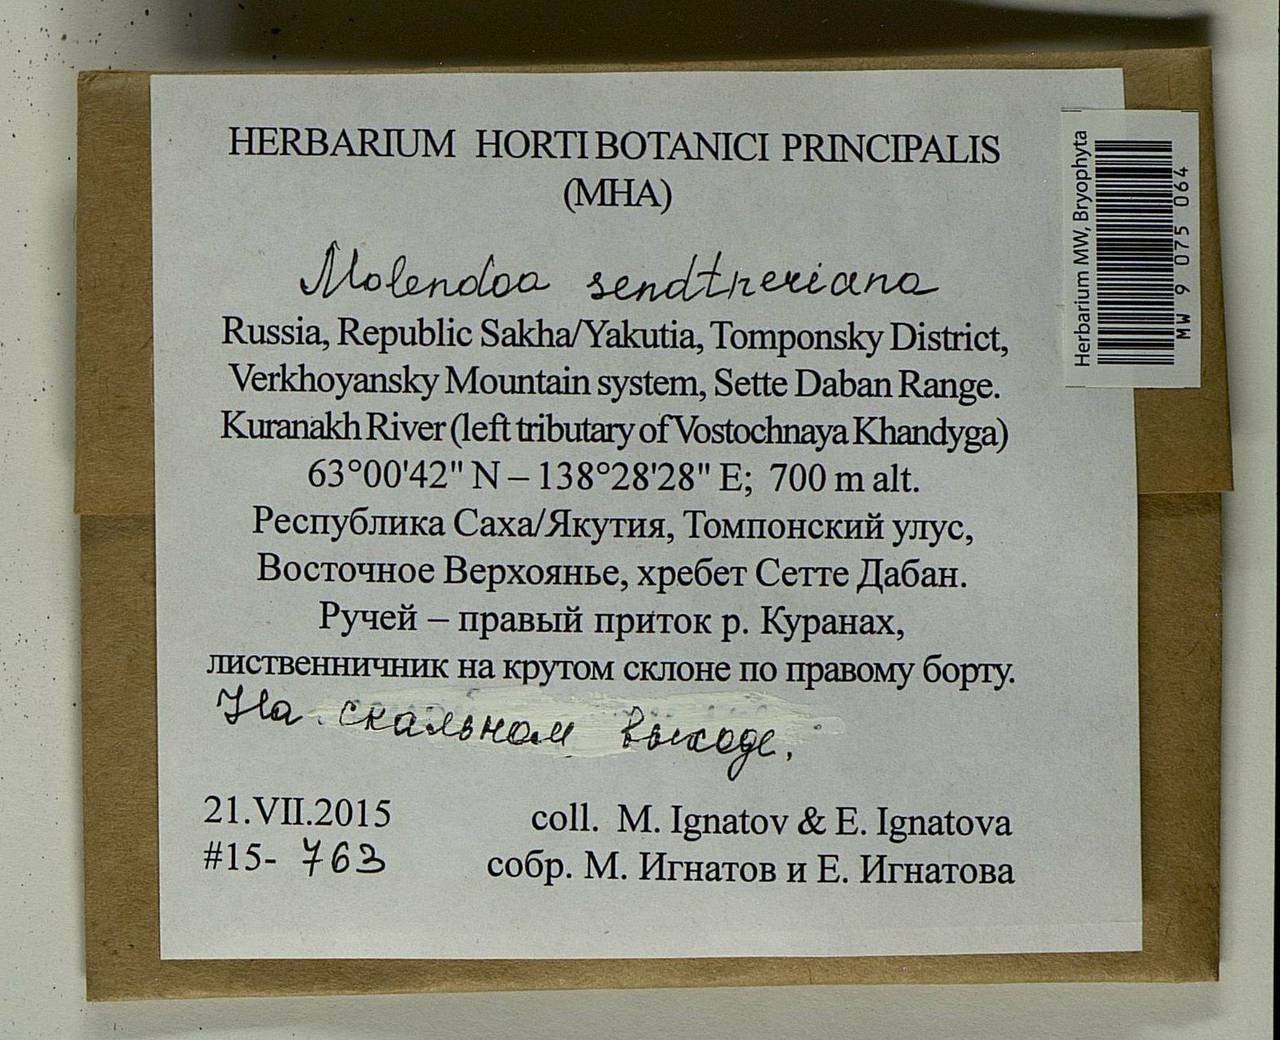 HERBARIUM HORTI BOTANICI PRINCIPALIS
(MHA)
Molendoa sendtneriana
Russia, Republic Sakha/Yakutia, Tomponsky District,
Verkhoyansky Mountain system, Sette Daban Range.
Kuranakh River (left tributary of Vostochnaya Khandyga)
63°00'42" N – 138°28'28" E; 700 m alt.
Республика Саха/Якутия, Томпонский улус,
Восточное Верхоянье, хребет Сетте Дабан.
Ручей – правый приток р. Куранах,
лиственничник на крутом склоне по правому борту.
На скальном выходе.
21.VII.2015 coll. M. Ignatov & E. Ignatova
#15- 763 собр. М. Игнатов и Е. Игнатова
Herbarium MW, Bryophyta
MW 9 075 064